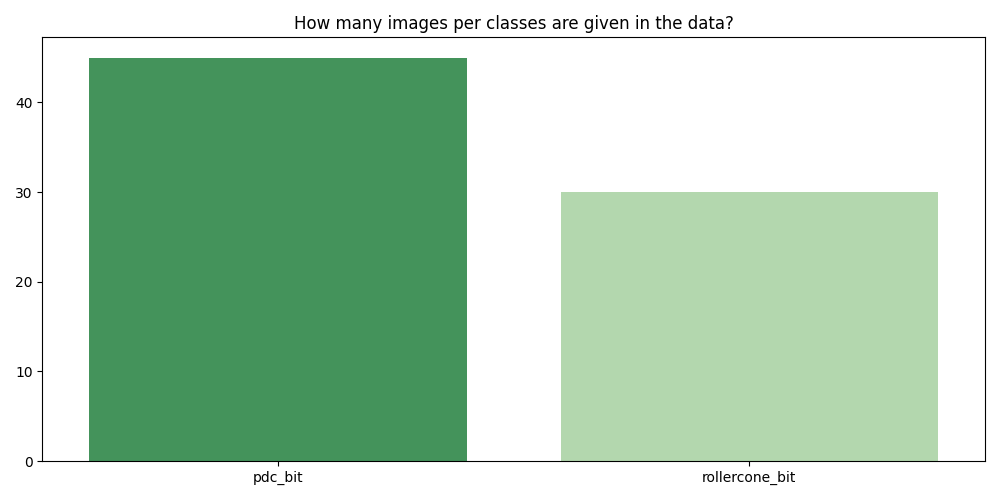 How many images per classes are given in the data?
40
30
20
10
0
pdc_bit rollercone_bit